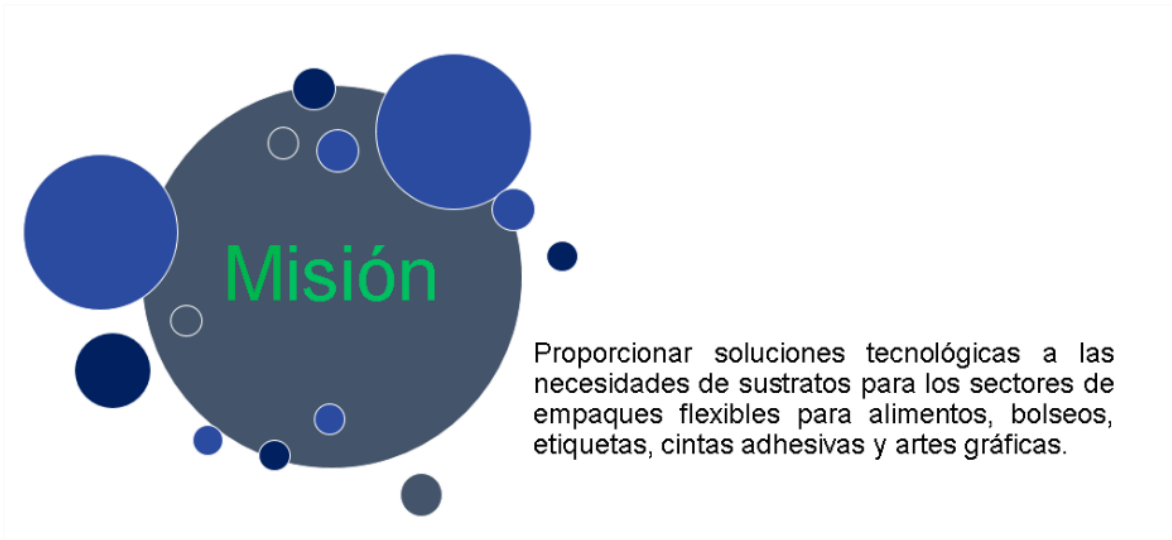 Misión
Proporcionar soluciones tecnológicas a las
necesidades de sustratos para los sectores de
empaques flexibles para alimentos, bolseos,
etiquetas, cintas adhesivas y artes gráficas.